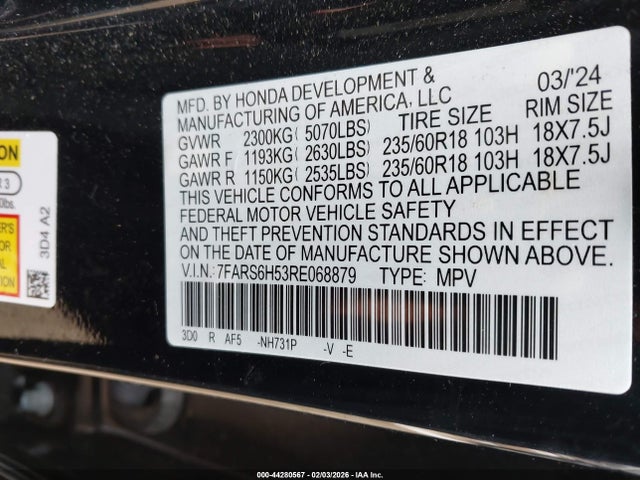 MFD. BY HONDA DEVELOPMENT & 03/'24
MANUFACTURING OF AMERICA, LLC
TIRE SIZE RIM SIZE
GVWR 2300KG( 5070LBS)
GAWR F 1193KG( 2630LBS) 235/60R18 103H 18X7.5J
GAWR R 1150KG( 2535LBS) 235/60R18 103H 18X7.5J
THIS VEHICLE CONFORMS TO ALL APPLICABLE
FEDERAL MOTOR VEHICLE SAFETY
AND THEFT PREVENTION STANDARDS IN EFFECT
ON THE DATE OF MANUFACTURE SHOWN ABOVE.
V.I.N.: 7FARS6H53RE068879 TYPE: MPV
3D0 R AF5 -NH731P -V -E
3D4 A2
000-44280567 - 02/03/2026 - IAA Inc.